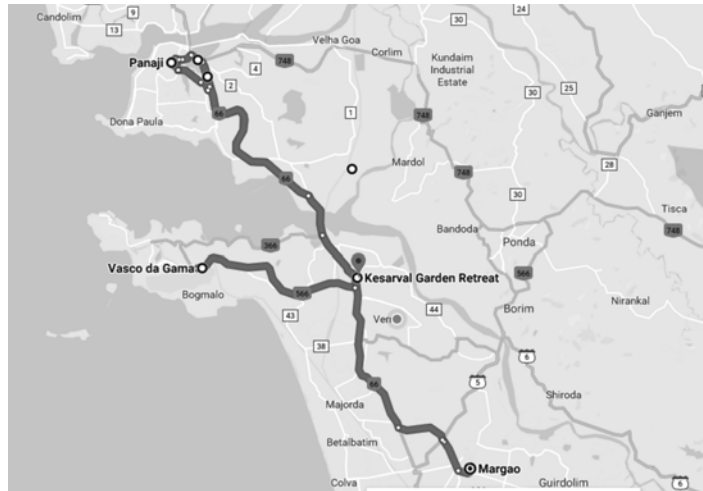 Candolim
9
13
24
30
Velha Goa
Corlim
Panaji
4
748
Kundaim
Industrial
Estate
2
25
30
66
1
748
Ganjem
Dona Paula
28
Mardol
748
66
30
Tisca
Bandoda
748
366
Ponda
Vasco da Gama
Kesarval Garden Retreat
566
Bogmalo
566
Nirankal
43
44
Borim
Ver
38
6
66
5
Shiroda
Majorda
Betalbatim
Margao
6
Colva
Guirdolim